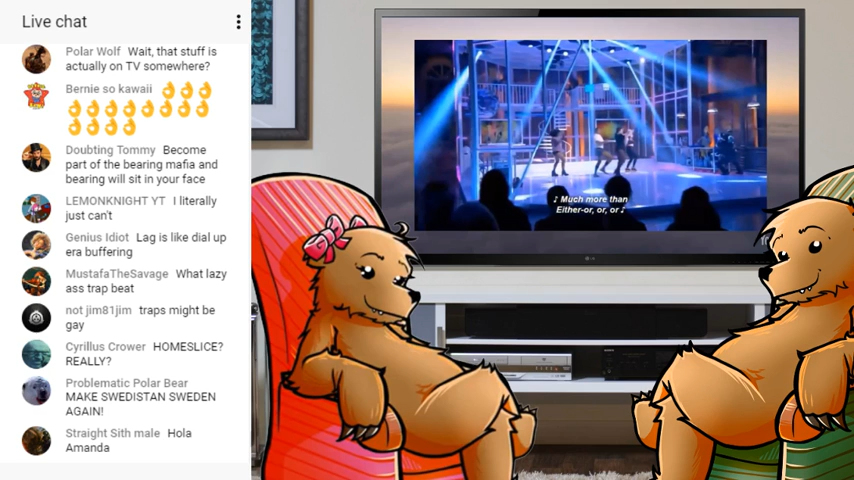 Live chat
Polar Wolf Wait, that stuff is
actually on TV somewhere?
Bernie so kawaii
Doubting Tommy Become
part of the bearing mafia and
bearing will sit in your face
LEMONKNIGHT YT I literally
just can't
Genius Idiot Lag is like dial up
era buffering
MustafaTheSavage What lazy
ass trap beat
not jim81jim traps might be
gay
Cyrillus Crower HOMESLICE?
REALLY?
Problematic Polar Bear
MAKE SWEDISTAN SWEDEN
AGAIN!
Straight Sith male Hola
Amanda
♪ Much more than
Either-or, or, or ♪
LG